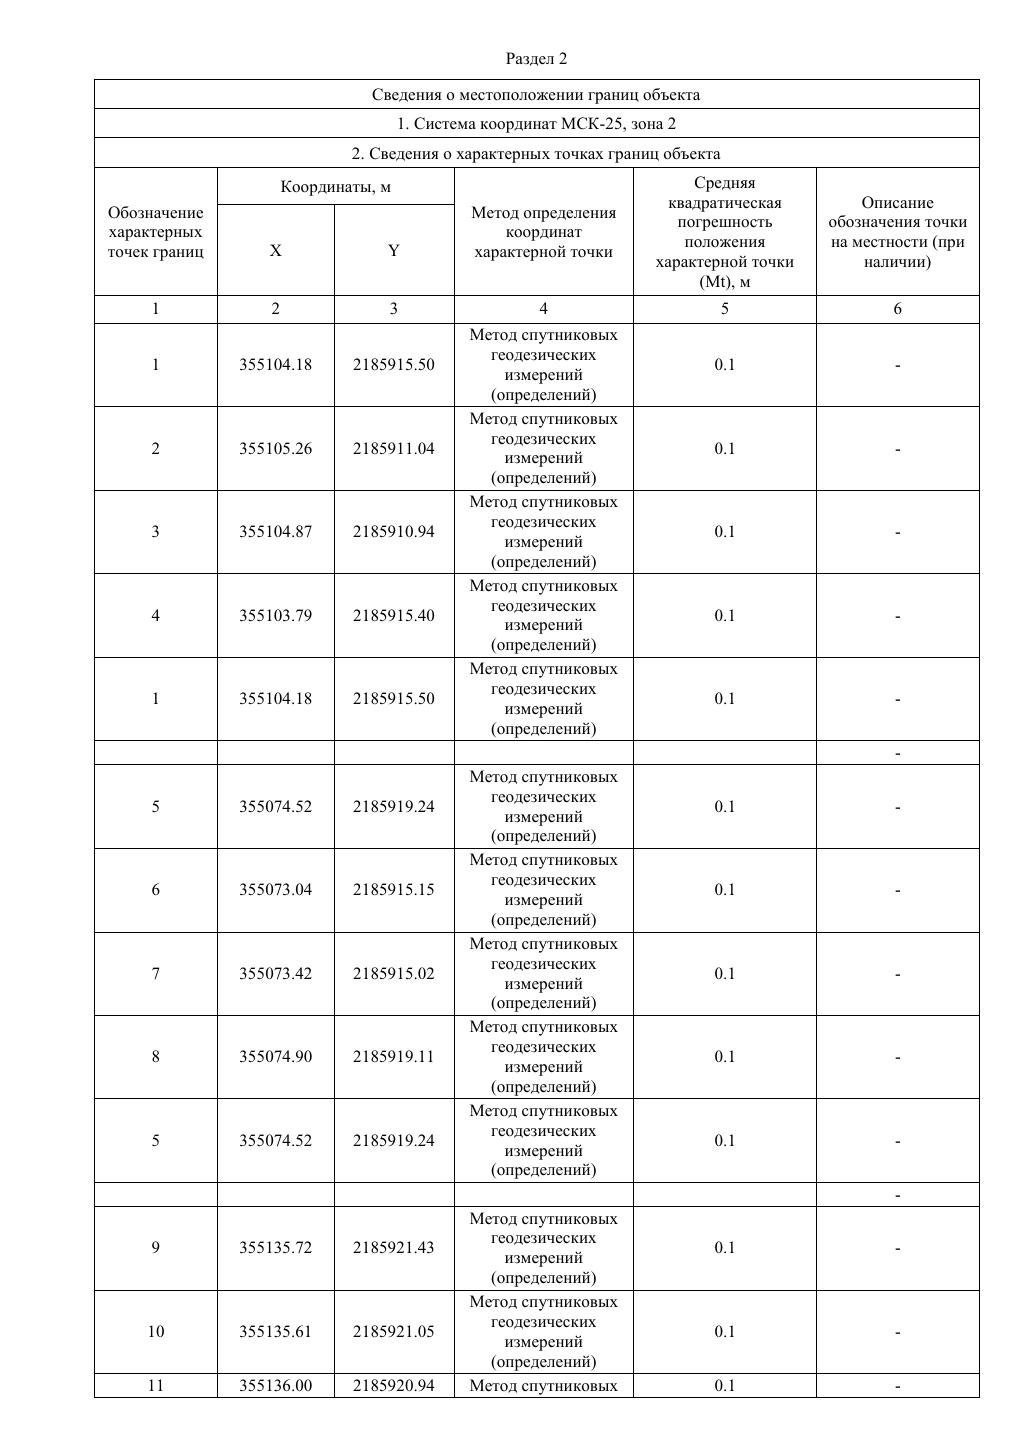 Раздел 2
Сведения о местоположении границ объекта
1. Система координат МСК-25, зона 2
2. Сведения о характерных точках границ объекта
Обозначение
характерных
точек границ
Координаты, м
X
Y
Метод определения
координат
характерной точки
Средняя
квадратическая
погрешность
положения
характерной точки
(Mt), м
Описание
обозначения точки
на местности (при
наличии)
1 2 3 4 5 6
Метод спутниковых
геодезических
1 355104.18 2185915.50 измерений 0.1 -
(определений)
Метод спутниковых
геодезических
2 355105.26 2185911.04 измерений 0.1 -
(определений)
Метод спутниковых
геодезических
3 355104.87 2185910.94 измерений 0.1 -
(определений)
Метод спутниковых
геодезических
4 355103.79 2185915.40 измерений 0.1 -
(определений)
Метод спутниковых
геодезических
1 355104.18 2185915.50 измерений 0.1 -
(определений)
-
Метод спутниковых
геодезических
5 355074.52 2185919.24 измерений 0.1 -
(определений)
Метод спутниковых
геодезических
6 355073.04 2185915.15 измерений 0.1 -
(определений)
Метод спутниковых
геодезических
7 355073.42 2185915.02 измерений 0.1 -
(определений)
Метод спутниковых
геодезических
8 355074.90 2185919.11 измерений 0.1 -
(определений)
Метод спутниковых
геодезических
5 355074.52 2185919.24 измерений 0.1 -
(определений)
-
Метод спутниковых
геодезических
9 355135.72 2185921.43 измерений 0.1 -
(определений)
Метод спутниковых
геодезических
10 355135.61 2185921.05 измерений 0.1 -
(определений)
11 355136.00 2185920.94 Метод спутниковых 0.1 -